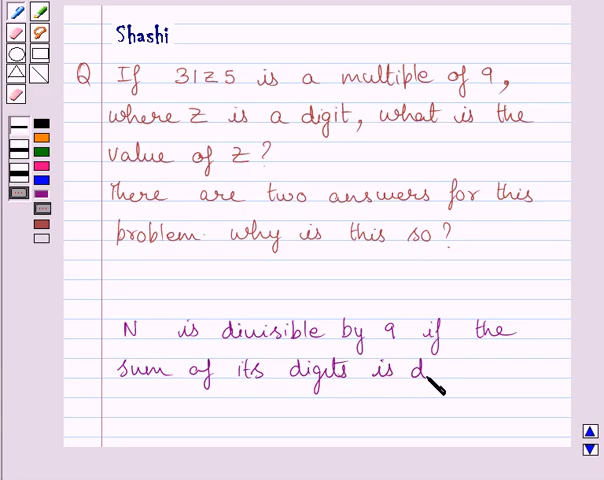 Shashi
Q If 31z5 is a multiple of 9,
where z is a digit, what is the
value of z?
There are two answers for this
problem. why is this so?
N is divisible by 9 if the
sum of its digits is d